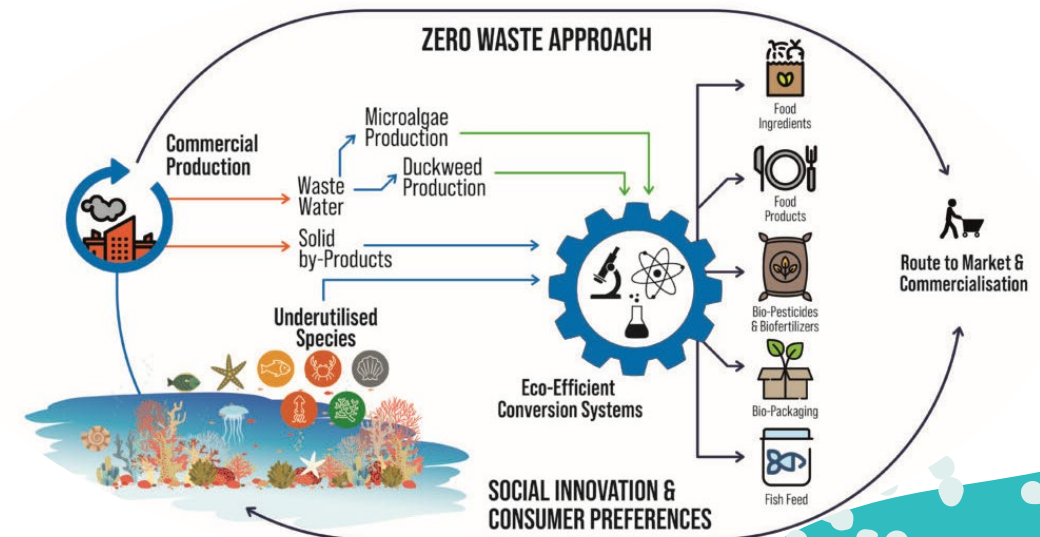 ZERO WASTE APPROACH
Commercial
Production
Microalgae
Production
Duckweed
Production
Waste
Water
Solid
by-Products
Underutilised
Species
Eco-Efficient
Conversion Systems
Food
Ingredients
Food
Products
Bio-Pesticides
& Biofertilizers
Bio-Packaging
Fish Feed
Route to Market &
Commercialisation
SOCIAL INNOVATION &
CONSUMER PREFERENCES